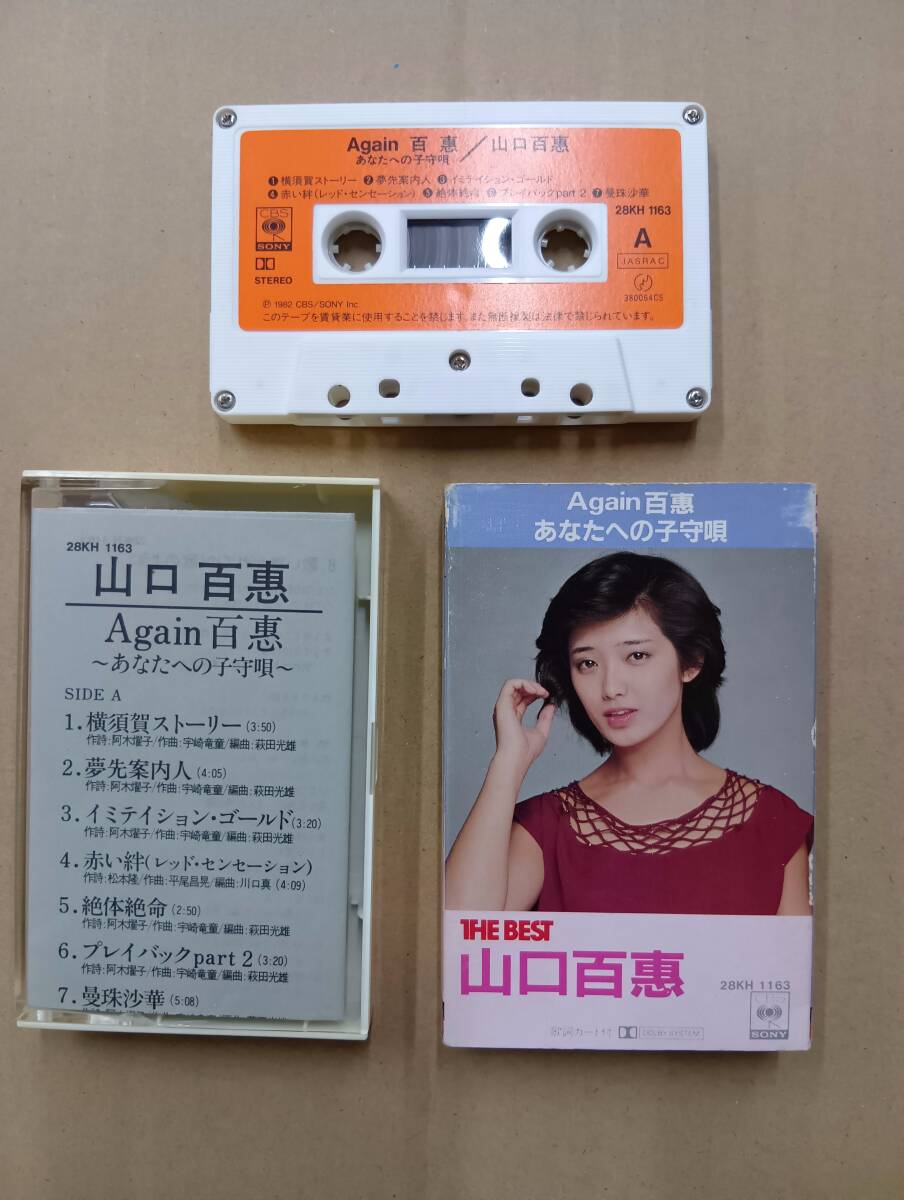 Again 百惠／山口百惠
あなたへの子守唄
❶横須賀ストーリー ❷夢先案内人 ❸イミテイション・ゴールド
❹赤い絆(レッド・センセーション) ❺絶体絶命 ❻プレイバックpart 2 ❼曼珠沙華
CBS
SONY
STEREO
28KH 1163
A
JASRAC
380064CS
℗ 1982 CBS/SONY Inc.
このテープを賃貸業に使用することを禁じます。また無断複製は法律で禁じられています。
28KH 1163
山口 百惠
Again百惠
～あなたへの子守唄～
SIDE A
1.横須賀ストーリー(3:50)
作詩:阿木燿子/作曲:宇崎竜童/編曲:萩田光雄
2.夢先案内人(4:05)
作詩:阿木燿子/作曲:宇崎竜童/編曲:萩田光雄
3.イミテイション・ゴールド(3:20)
作詩:阿木燿子/作曲:宇崎竜童/編曲:萩田光雄
4.赤い絆(レッド・センセーション)
作詩:松本隆/作曲:平尾昌晃/編曲:川口真(4:09)
5.絶体絶命(2:50)
作詩:阿木燿子/作曲:宇崎竜童/編曲:萩田光雄
6.プレイバックpart 2(3:20)
作詩:阿木燿子/作曲:宇崎竜童/編曲:萩田光雄
7.曼珠沙華(5:08)
Again百惠
あなたへの子守唄
THE BEST
山口百惠
28KH 1163
歌詞カード付
DOLBY SYSTEM
CBS
SONY